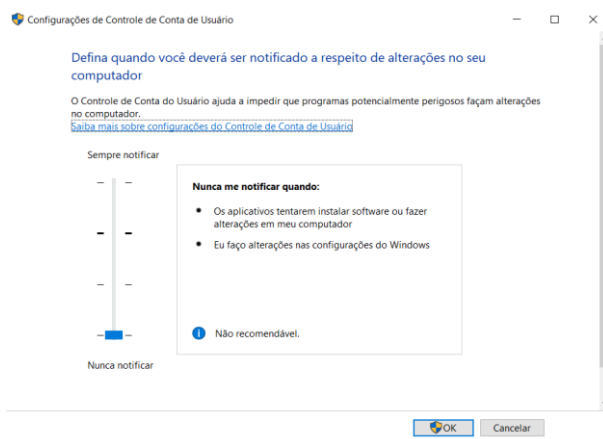 Configurações de Controle de Conta de Usuário
Defina quando você deverá ser notificado a respeito de alterações no seu
computador
O Controle de Conta do Usuário ajuda a impedir que programas potencialmente perigosos façam alterações
no computador.
Saiba mais sobre configurações do Controle de Conta de Usuário
Sempre notificar
Nunca me notificar quando:
Os aplicativos tentarem instalar software ou fazer
alterações em meu computador
Eu faço alterações nas configurações do Windows
Não recomendável.
Nunca notificar
OK
Cancelar